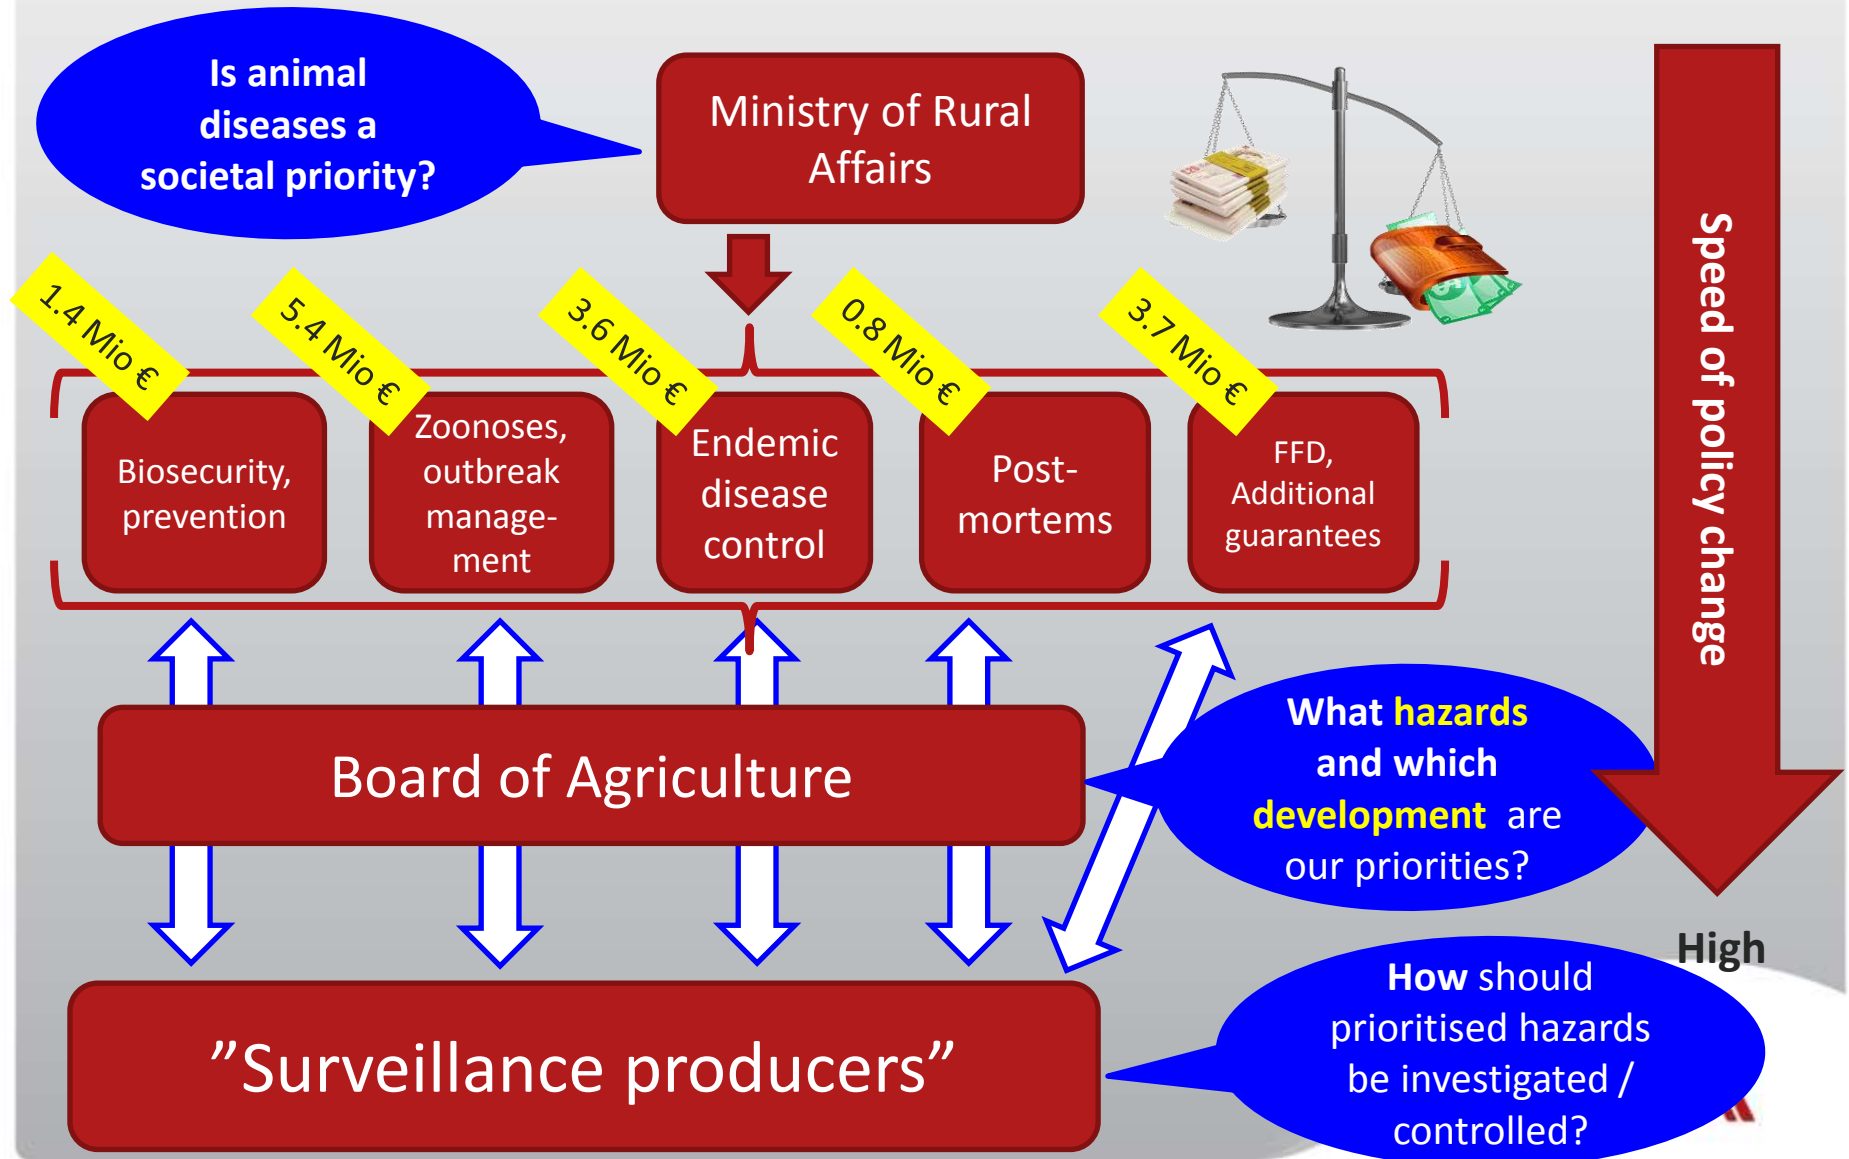 Is animal
diseases a
societal priority?
Ministry of Rural
Affairs
1.4 Mio €
5.4 Mio €
3.6 Mio €
0.8 Mio €
3.7 Mio €
Biosecurity,
prevention
Zoonoses,
outbreak
manage-
ment
Endemic
disease
control
Post-
mortems
FFD,
Additional
guarantees
Speed of policy change
Board of Agriculture
What hazards
and which
development are
our priorities?
High
”Surveillance producers”
How should
prioritised hazards
be investigated /
controlled?